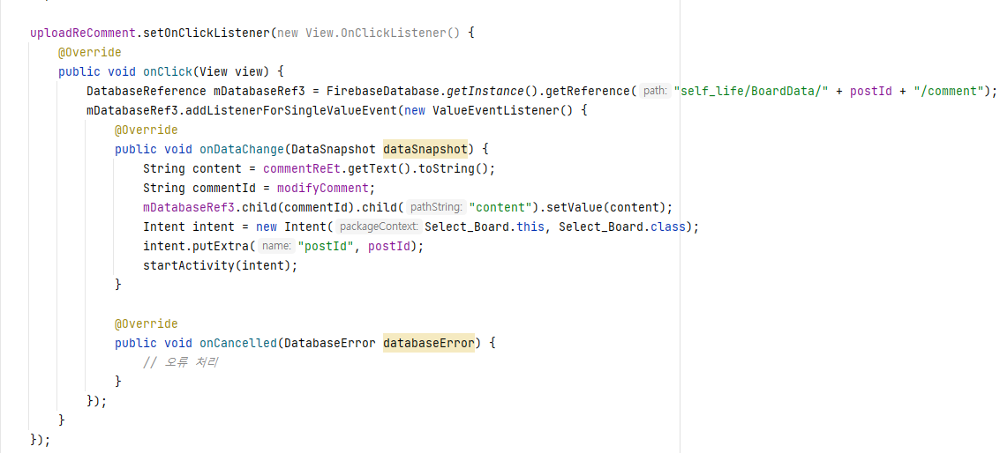 uploadReComment.setOnClickListener(new View.OnClickListener() {
@Override
public void onClick(View view) {
DatabaseReference mDatabaseRef3 = FirebaseDatabase.getInstance().getReference( path: "self_life/BoardData/" + postId + "/comment");
mDatabaseRef3.addListenerForSingleValueEvent(new ValueEventListener() {
@Override
public void onDataChange(DataSnapshot dataSnapshot) {
String content = commentReEt.getText().toString();
String commentId = modifyComment;
mDatabaseRef3.child(commentId).child( pathString: "content").setValue(content);
Intent intent = new Intent( packageContext: Select_Board.this, Select_Board.class);
intent.putExtra( name: "postId", postId);
startActivity(intent);
}
@Override
public void onCancelled(DatabaseError databaseError) {
// 오류 처리
}
});
}
});